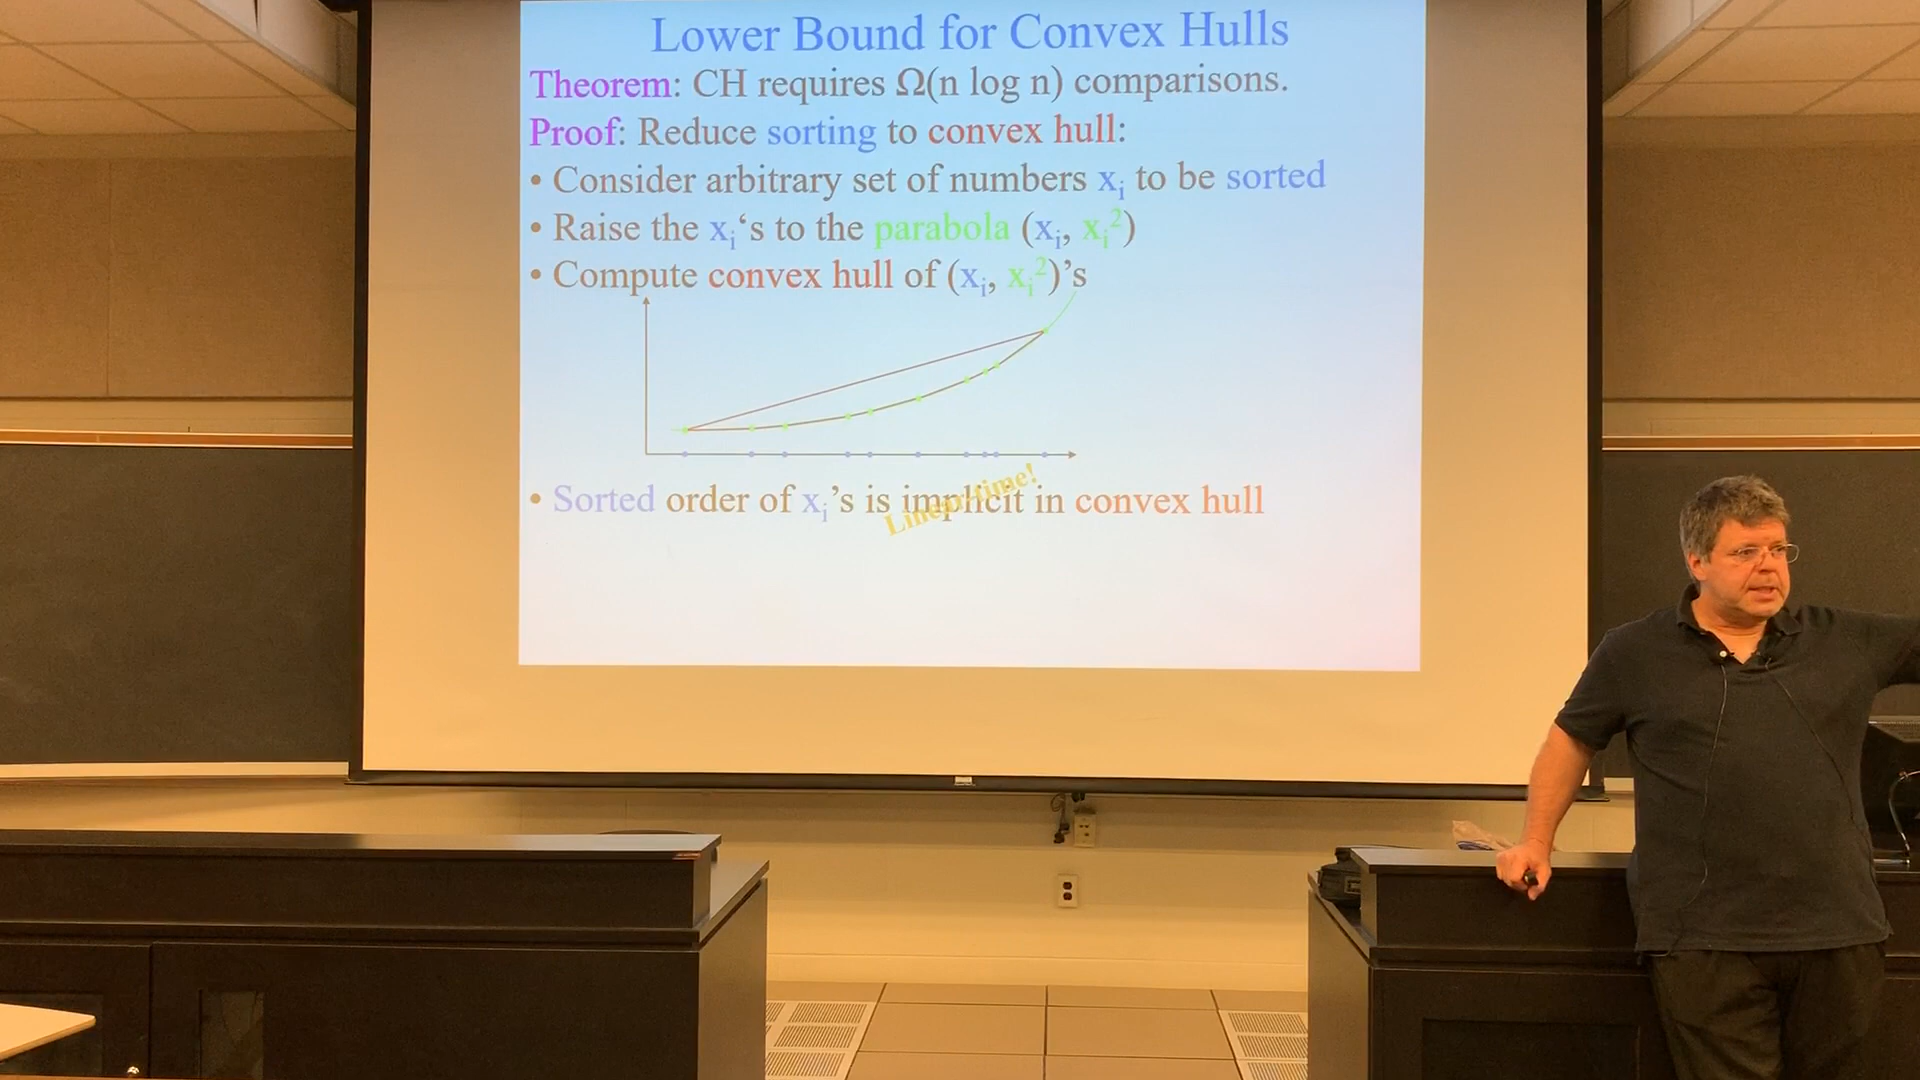 Lower Bound for Convex Hulls
Theorem: CH requires Ω(n log n) comparisons.
Proof: Reduce sorting to convex hull:
• Consider arbitrary set of numbers xᵢ to be sorted
• Raise the xᵢ‘s to the parabola (xᵢ, xᵢ²)
• Compute convex hull of (xᵢ, xᵢ²)’s
• Sorted order of xᵢ’s is implicit in convex hull
Linear-time!